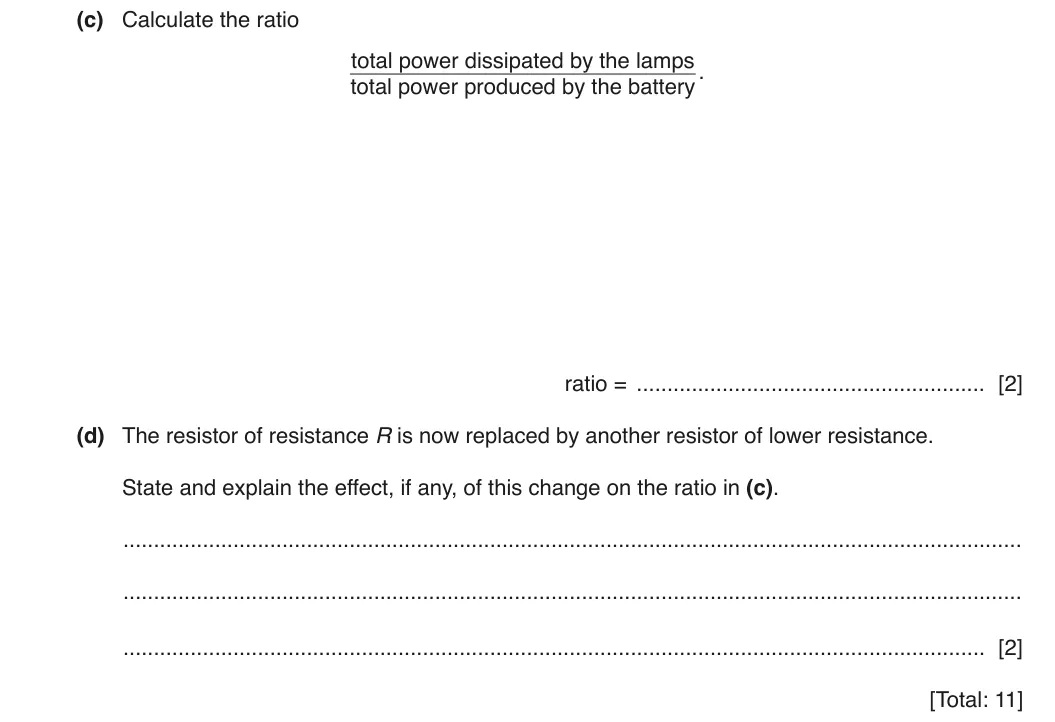 (c) Calculate the ratio
total power dissipated by the lamps
total power produced by the battery .
ratio = ......................................................... [2]
(d) The resistor of resistance R is now replaced by another resistor of lower resistance.
State and explain the effect, if any, of this change on the ratio in (c).
...................................................................................................................................................
...................................................................................................................................................
............................................................................................................................................. [2]
[Total: 11]